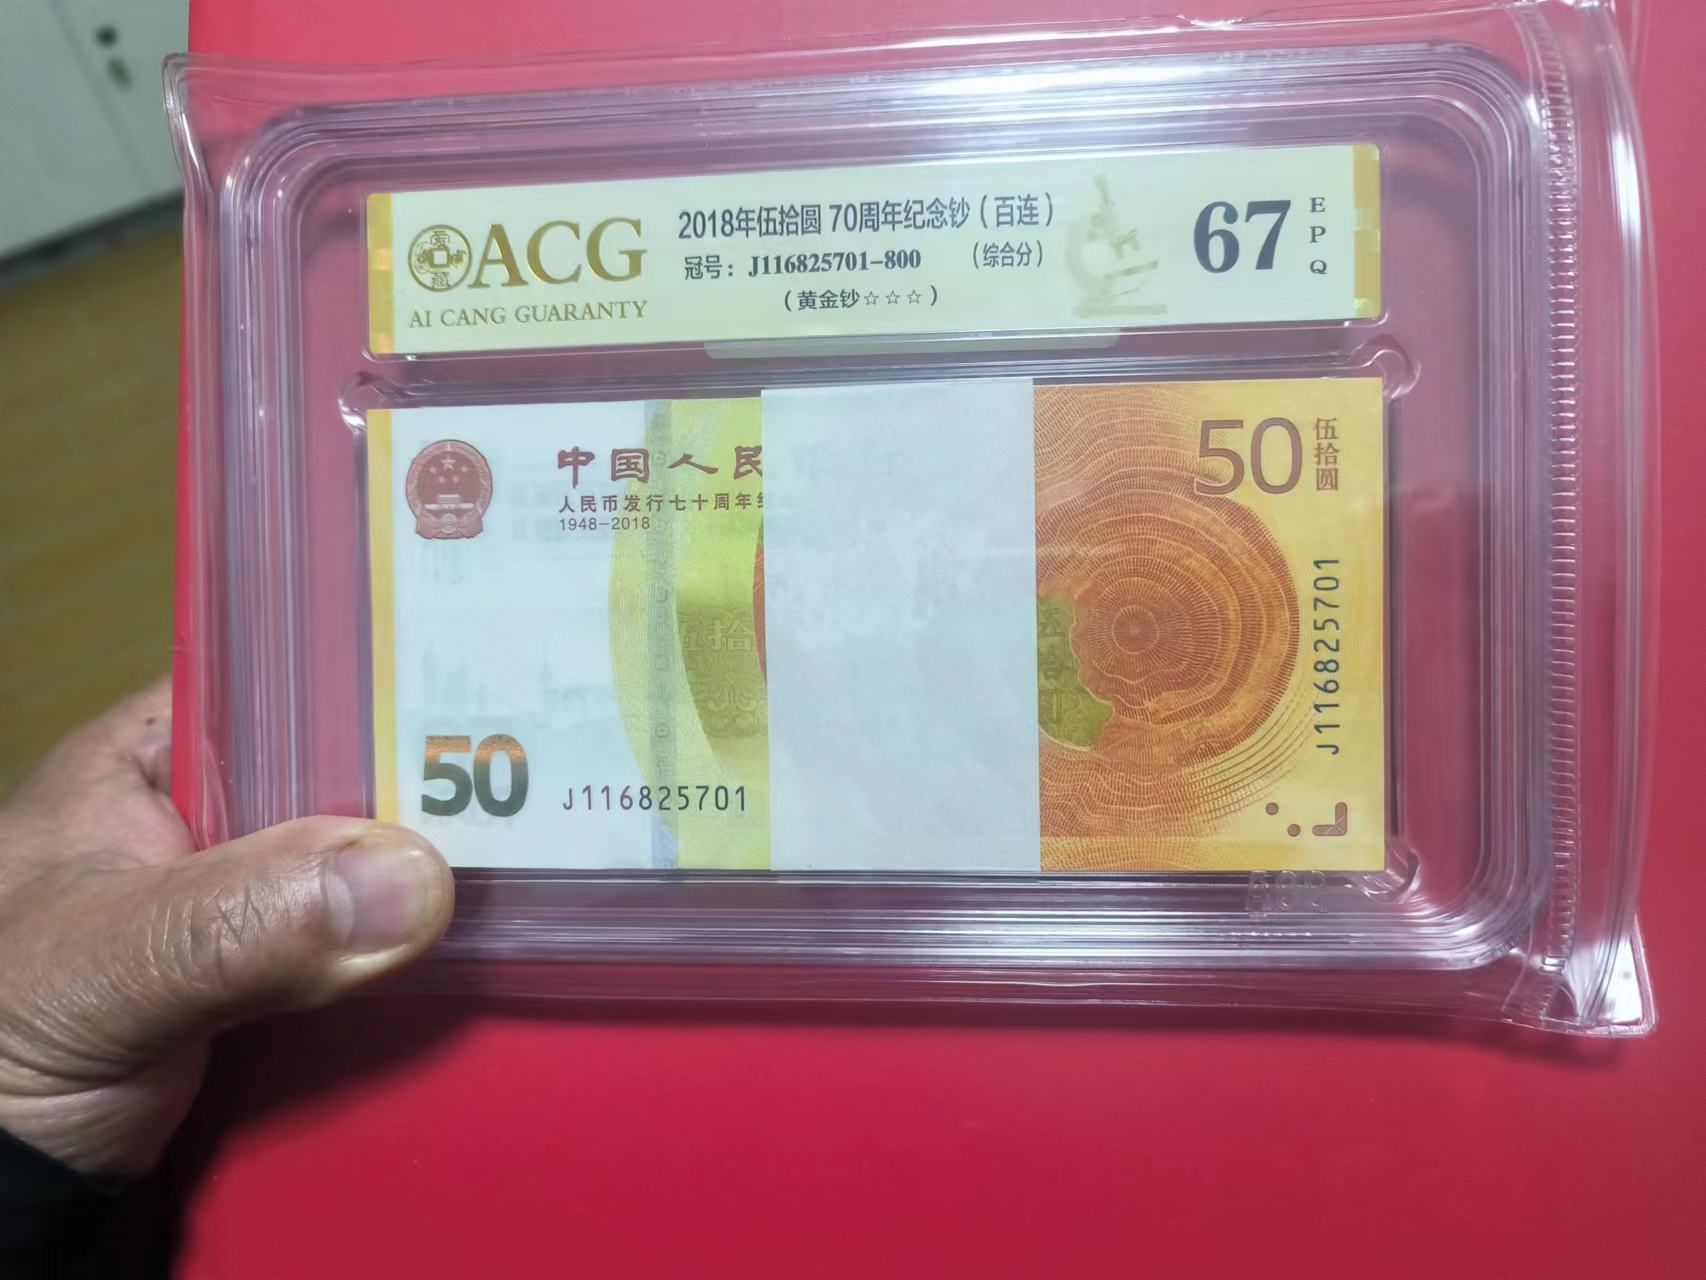 ACG
AI CANG GUARANTY
2018年伍拾圆 70周年纪念钞(百连)
冠号:J116825701-800 (综合分)
(黄金钞☆☆☆)
67
EPQ
中国人民
人民币发行七十周年纪
1948-2018
50
J116825701
50
伍拾圆
J116825701